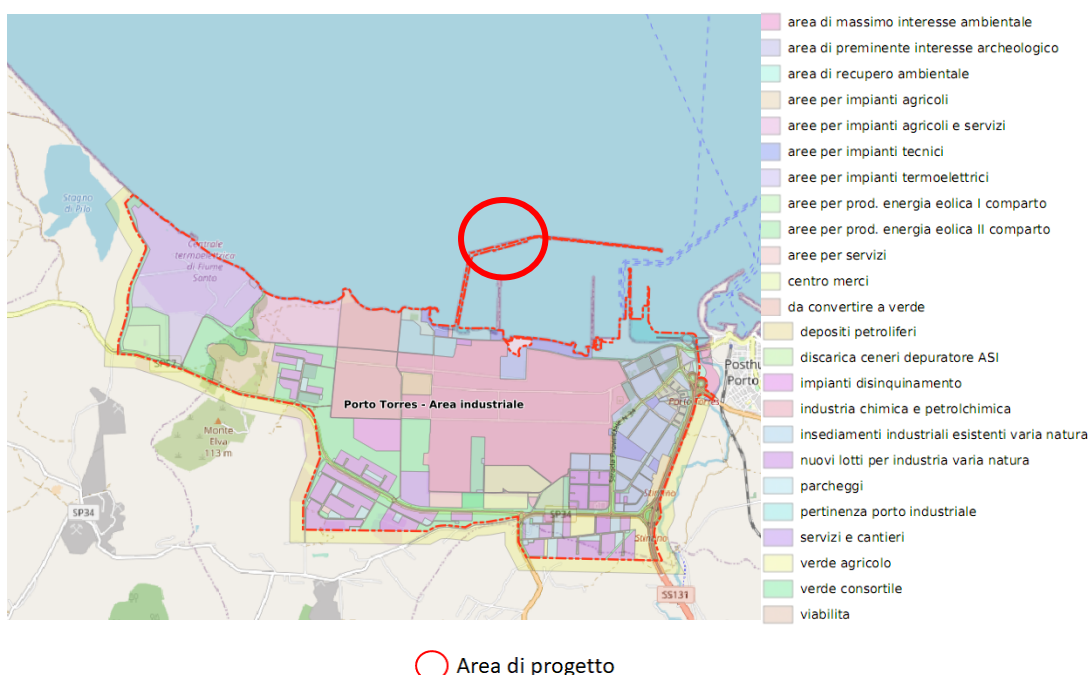 area di massimo interesse ambientale
area di preminente interesse archeologico
area di recupero ambientale
aree per impianti agricoli
aree per impianti agricoli e servizi
aree per impianti tecnici
aree per impianti termoelettrici
aree per prod. energia eolica I comparto
aree per prod. energia eolica II comparto
aree per servizi
centro merci
da convertire a verde
depositi petroliferi
discarica ceneri depuratore ASI
impianti disinquinamento
industria chimica e petrolchimica
insediamenti industriali esistenti varia natura
nuovi lotti per industria varia natura
parcheggi
pertinenza porto industriale
servizi e cantieri
verde agricolo
verde consortile
viabilita
Stagno
di Pilo
Centrale
termoelettrica
di Fiume
Santo
SP57
Monte
Elva
113 m
Porto Torres - Area industriale
Posthu
Porto
Porto Torres
Stintino
SP34
SP34
Stintino
SS131
Area di progetto